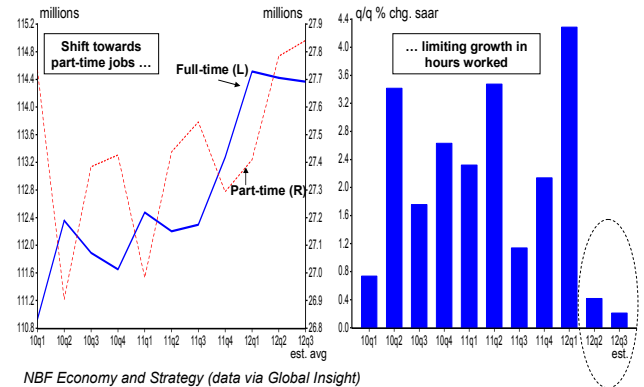 millions
millions
115.2
114.8
114.4
114.0
113.6
113.2
112.8
112.4
112.0
111.6
111.2
110.8
Shift towards
part-time jobs …
Full-time (L)
Part-time (R)
27.9
27.8
27.7
27.6
27.5
27.4
27.3
27.2
27.1
27.0
26.9
26.8
10q1 10q2 10q3 10q4 11q1 11q2 11q3 11q4 12q1 12q2 12q3
est. avg
q/q % chg. saar
4.4
4.0
3.6
3.2
2.8
2.4
2.0
1.6
1.2
0.8
0.4
0.0
… limiting growth in
hours worked
10q1 10q2 10q3 10q4 11q1 11q2 11q3 11q4 12q1 12q2 12q3
est.
NBF Economy and Strategy (data via Global Insight)